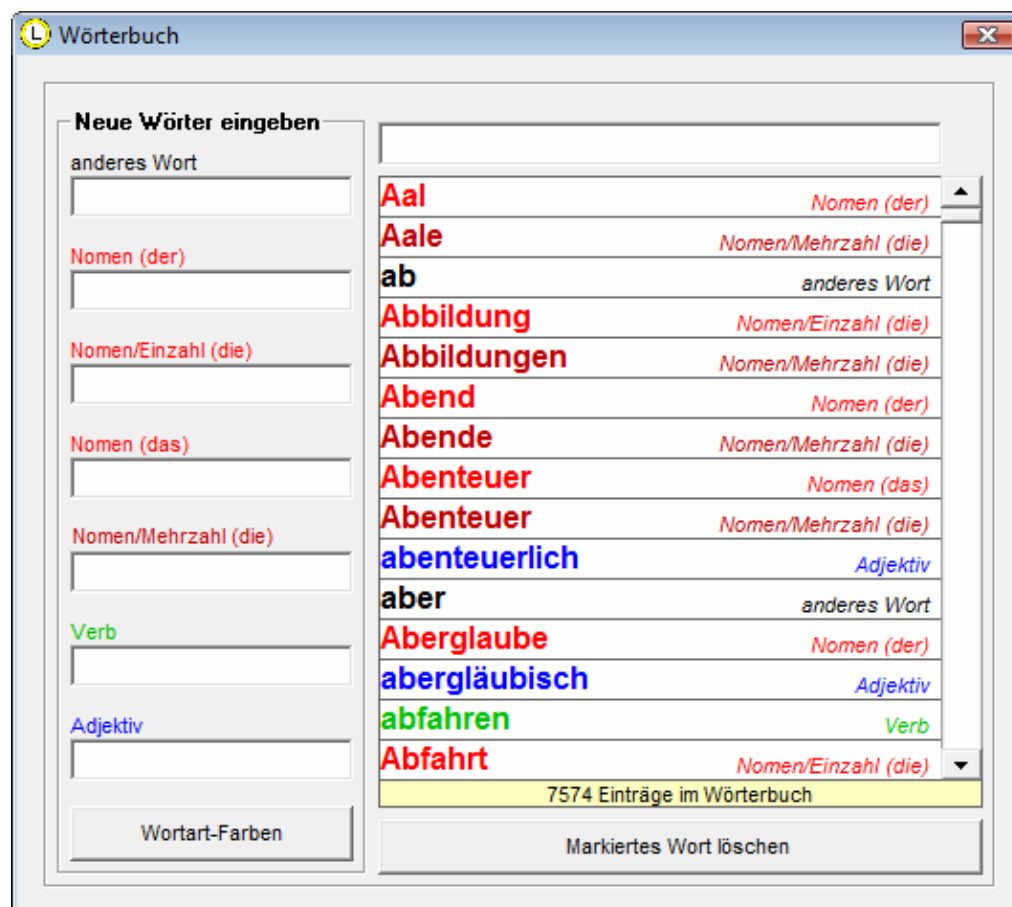 Wörterbuch
Neue Wörter eingeben
anderes Wort
Nomen (der)
Nomen/Einzahl (die)
Nomen (das)
Nomen/Mehrzahl (die)
Verb
Adjektiv
Wortart-Farben
Aal Nomen (der)
Aale Nomen/Mehrzahl (die)
ab anderes Wort
Abbildung Nomen/Einzahl (die)
Abbildungen Nomen/Mehrzahl (die)
Abend Nomen (der)
Abende Nomen/Mehrzahl (die)
Abenteuer Nomen (das)
Abenteuer Nomen/Mehrzahl (die)
abenteuerlich Adjektiv
aber anderes Wort
Aberglaube Nomen (der)
abergläubisch Adjektiv
abfahren Verb
Abfahrt Nomen/Einzahl (die)
7574 Einträge im Wörterbuch
Markiertes Wort löschen